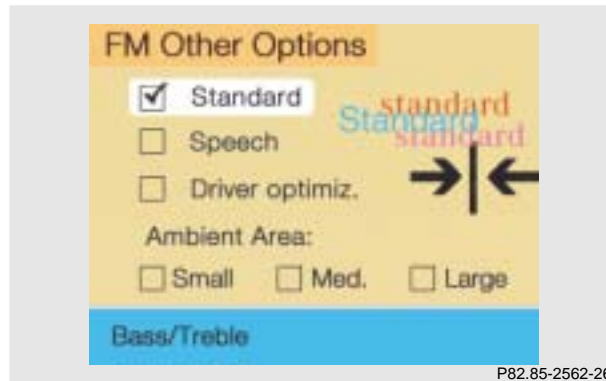 FM Other Options
Standard
standard
Standard
standard
Speech
Driver optimiz.
Ambient Area:
Small Med. Large
Bass/Treble
P82.85-2562-26